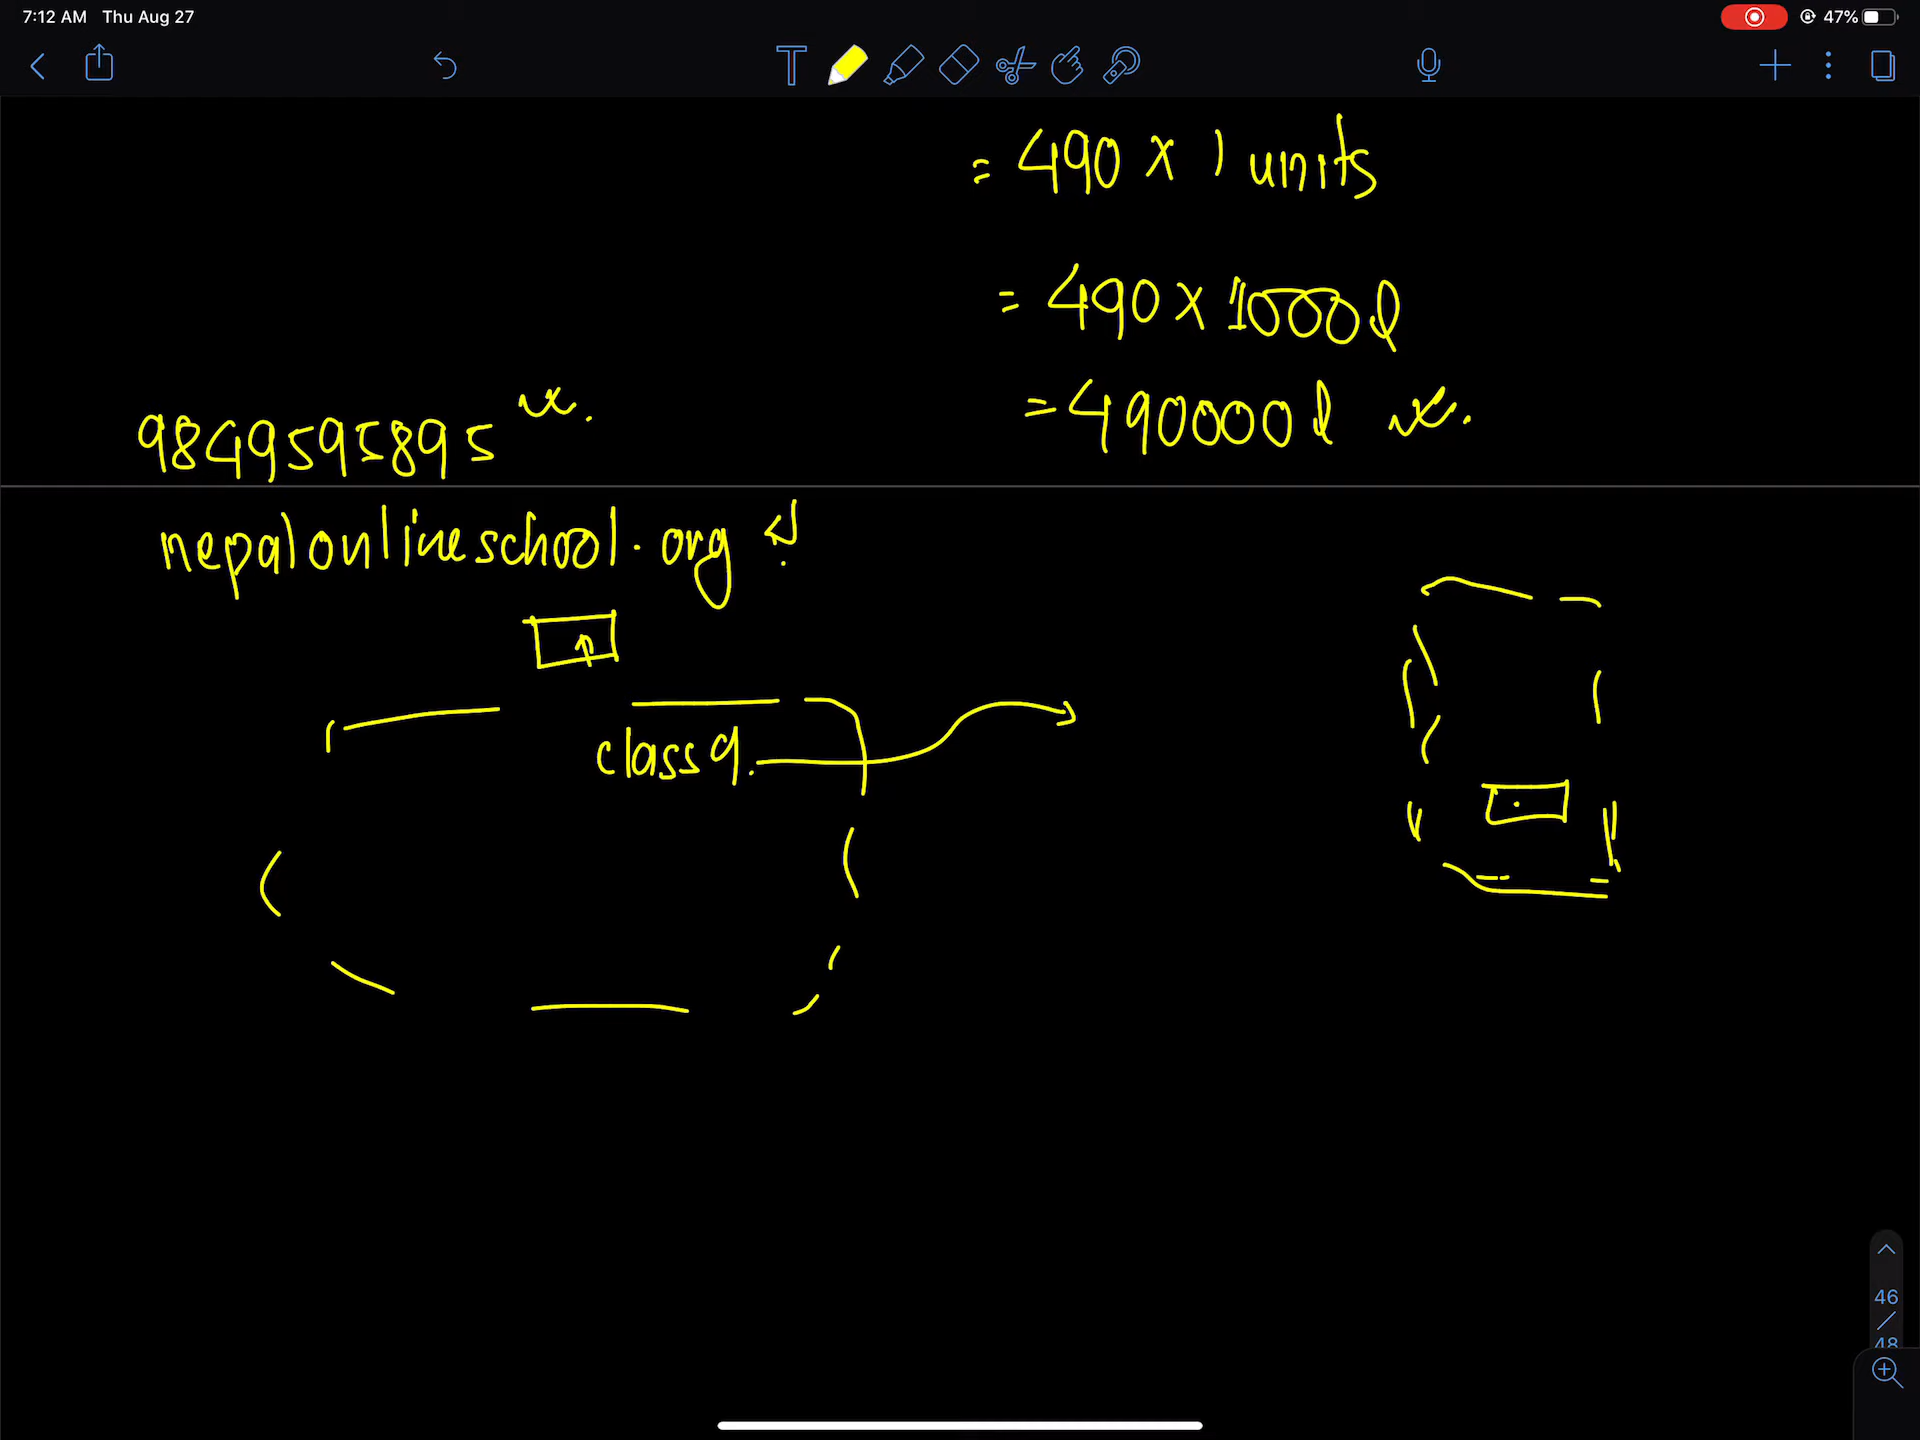 7:12 AM Thu Aug 27
47%
T
= 490 × 1 units
= 490 × 1000 l
= 490000 l
9849595895
nepalonlineschool.org
class 9.
46
/
48